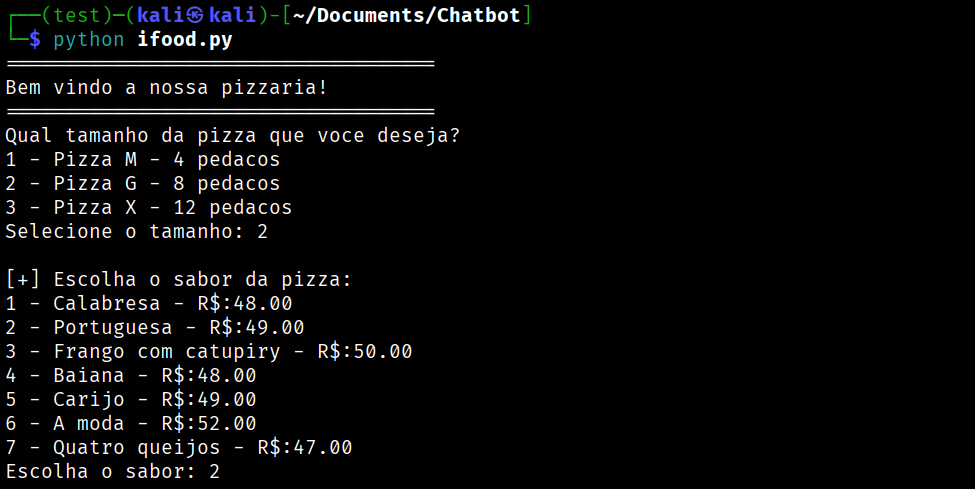 ┌──(test)─(kali㉿kali)-[~/Documents/Chatbot]
└─$ python ifood.py
====================================
Bem vindo a nossa pizzaria!
====================================
Qual tamanho da pizza que voce deseja?
1 - Pizza M - 4 pedacos
2 - Pizza G - 8 pedacos
3 - Pizza X - 12 pedacos
Selecione o tamanho: 2

[+] Escolha o sabor da pizza:
1 - Calabresa - R$:48.00
2 - Portuguesa - R$:49.00
3 - Frango com catupiry - R$:50.00
4 - Baiana - R$:48.00
5 - Carijo - R$:49.00
6 - A moda - R$:52.00
7 - Quatro queijos - R$:47.00
Escolha o sabor: 2